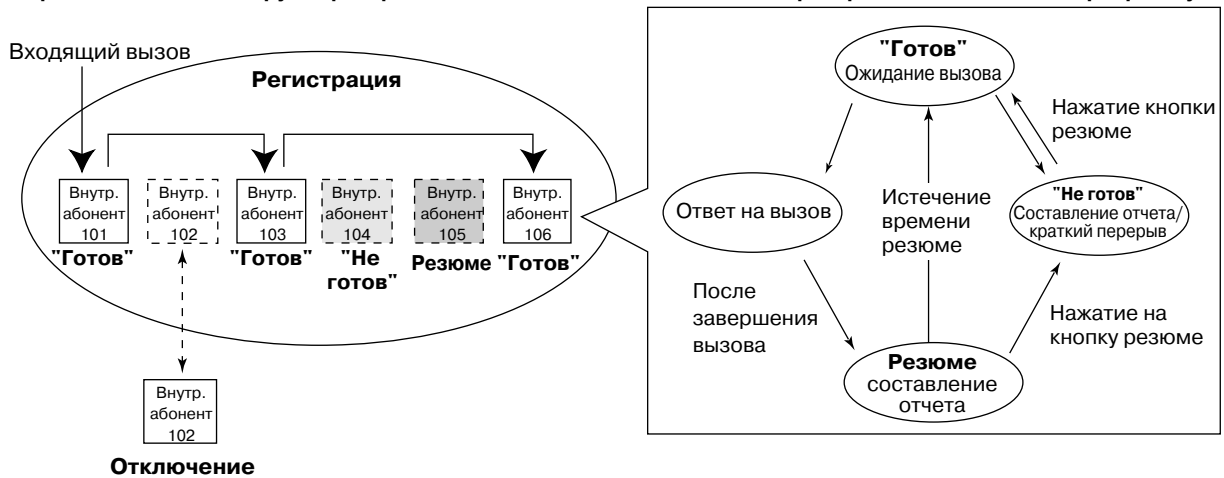 Входящий вызов
Регистрация
Внутр.
абонент
101
"Готов"
Внутр.
абонент
102
Внутр.
абонент
103
"Готов"
Внутр.
абонент
104
"Не
готов"
Внутр.
абонент
105
Резюме
Внутр.
абонент
106
"Готов"
Внутр.
абонент
102
Отключение
"Готов"
Ожидание вызова
Нажатие кнопки
резюме
Ответ на вызов
Истечение
времени
резюме
"Не готов"
Составление отчета/
краткий перерыв
После
завершения
вызова
Нажатие на
кнопку резюме
Резюме
составление
отчета